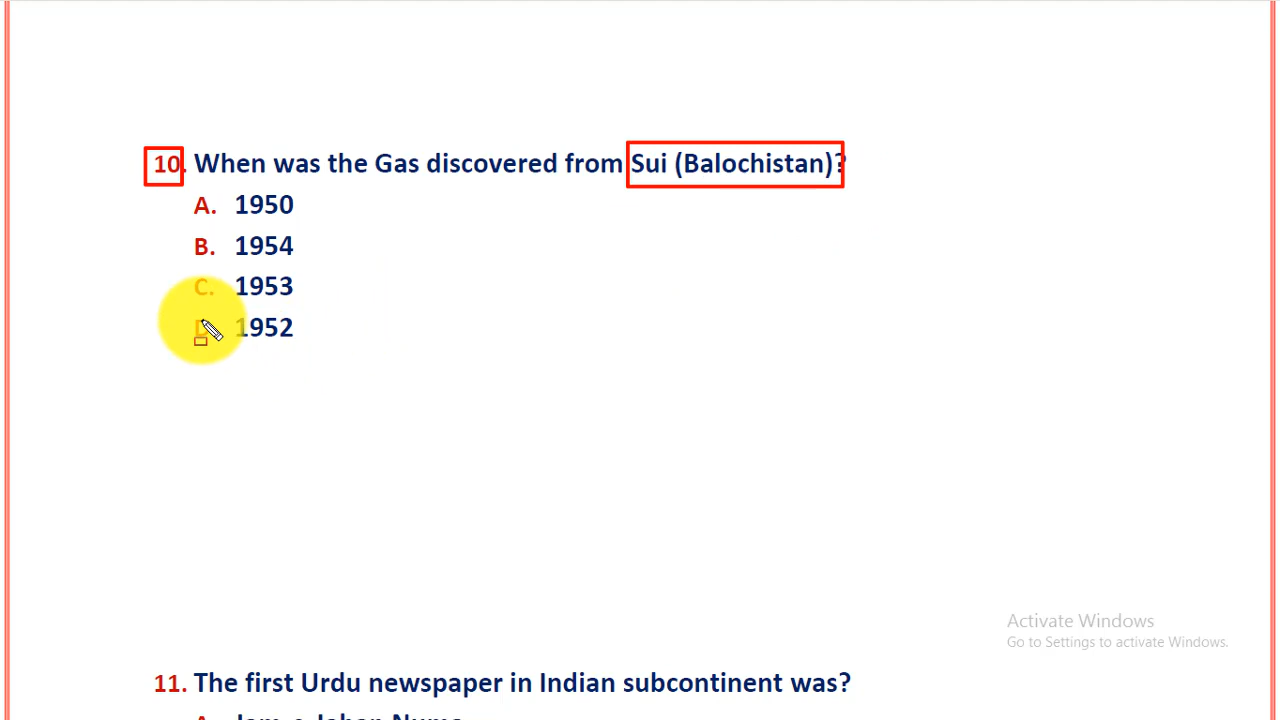 10. When was the Gas discovered from Sui (Balochistan)?
A. 1950
B. 1954
C. 1953
D. 1952
Activate Windows
Go to Settings to activate Windows.
11. The first Urdu newspaper in Indian subcontinent was?
A. Jam-e-Jahan-Numa